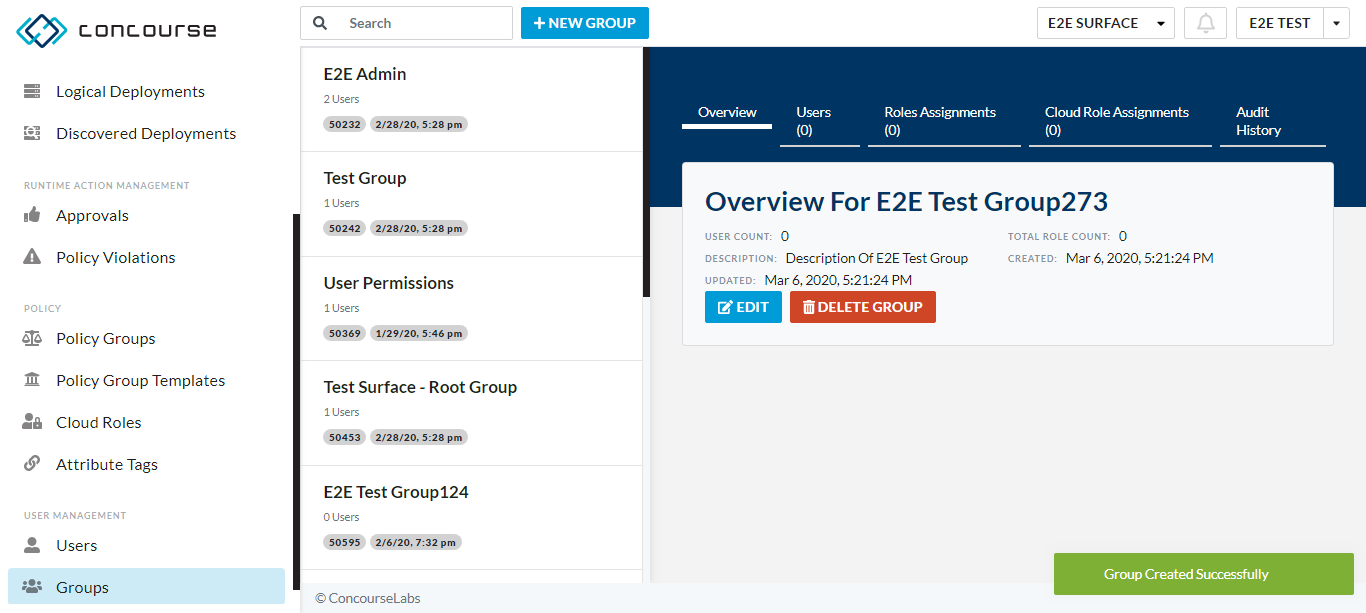 concourse
Search
NEW GROUP
E2E SURFACE
E2E TEST
Logical Deployments
Discovered Deployments
RUNTIME ACTION MANAGEMENT
Approvals
Policy Violations
POLICY
Policy Groups
Policy Group Templates
Cloud Roles
Attribute Tags
USER MANAGEMENT
Users
Groups
E2E Admin
2 Users
50232 2/28/20, 5:28 pm
Test Group
1 Users
50242 2/28/20, 5:28 pm
User Permissions
1 Users
50369 1/29/20, 5:46 pm
Test Surface - Root Group
1 Users
50453 2/28/20, 5:28 pm
E2E Test Group124
0 Users
50595 2/6/20, 7:32 pm
Overview
Users
(0)
Roles Assignments
(0)
Cloud Role Assignments
(0)
Audit
History
Overview For E2E Test Group273
USER COUNT: 0
TOTAL ROLE COUNT: 0
DESCRIPTION: Description Of E2E Test Group
CREATED: Mar 6, 2020, 5:21:24 PM
UPDATED: Mar 6, 2020, 5:21:24 PM
EDIT
DELETE GROUP
Group Created Successfully
© ConcourseLabs